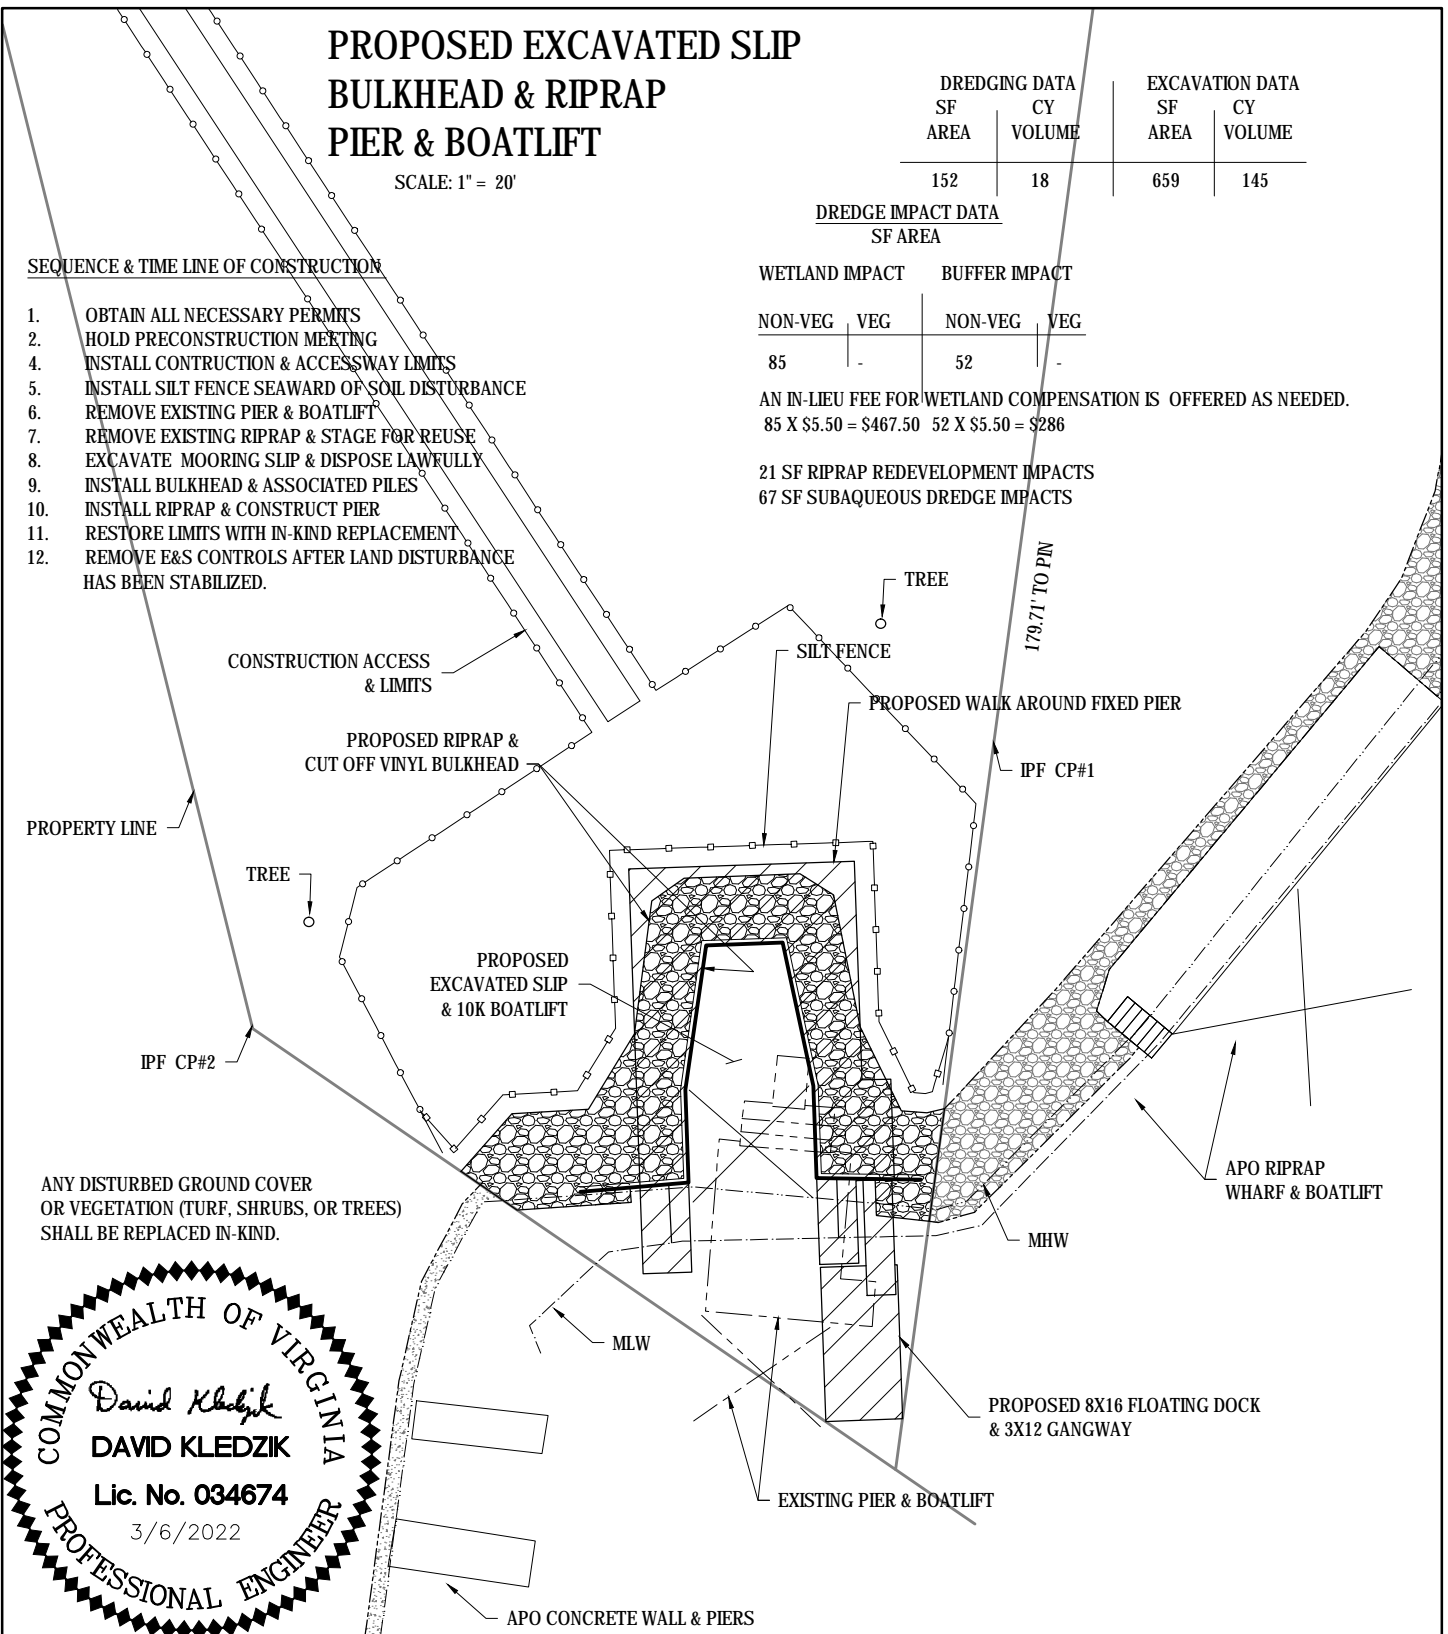 PROPOSED EXCAVATED SLIP
BULKHEAD & RIPRAP
PIER & BOATLIFT
SCALE: 1" = 20'
DREDGING DATA EXCAVATION DATA
SF CY SF CY
AREA VOLUME AREA VOLUME
152 18 659 145
DREDGE IMPACT DATA
SF AREA
WETLAND IMPACT BUFFER IMPACT
NON-VEG VEG NON-VEG VEG
85 - 52 -
AN IN-LIEU FEE FOR WETLAND COMPENSATION IS OFFERED AS NEEDED.
85 X $5.50 = $467.50 52 X $5.50 = $286
21 SF RIPRAP REDEVELOPMENT IMPACTS
67 SF SUBAQUEOUS DREDGE IMPACTS
SEQUENCE & TIME LINE OF CONSTRUCTION
1. OBTAIN ALL NECESSARY PERMITS
2. HOLD PRECONSTRUCTION MEETING
4. INSTALL CONTRUCTION & ACCESSWAY LIMITS
5. INSTALL SILT FENCE SEAWARD OF SOIL DISTURBANCE
6. REMOVE EXISTING PIER & BOATLIFT
7. REMOVE EXISTING RIPRAP & STAGE FOR REUSE
8. EXCAVATE MOORING SLIP & DISPOSE LAWFULLY
9. INSTALL BULKHEAD & ASSOCIATED PILES
10. INSTALL RIPRAP & CONSTRUCT PIER
11. RESTORE LIMITS WITH IN-KIND REPLACEMENT
12. REMOVE E&S CONTROLS AFTER LAND DISTURBANCE
HAS BEEN STABILIZED.
TREE
179.71' TO PIN
SILT FENCE
CONSTRUCTION ACCESS
& LIMITS
PROPOSED WALK AROUND FIXED PIER
PROPOSED RIPRAP &
CUT OFF VINYL BULKHEAD
IPF CP#1
PROPERTY LINE
TREE
PROPOSED
EXCAVATED SLIP
& 10K BOATLIFT
IPF CP#2
APO RIPRAP
WHARF & BOATLIFT
ANY DISTURBED GROUND COVER
OR VEGETATION (TURF, SHRUBS, OR TREES)
SHALL BE REPLACED IN-KIND.
MHW
MLW
PROPOSED 8X16 FLOATING DOCK
& 3X12 GANGWAY
EXISTING PIER & BOATLIFT
APO CONCRETE WALL & PIERS
COMMONWEALTH OF VIRGINIA
David Kledzik
DAVID KLEDZIK
Lic. No. 034674
3/6/2022
PROFESSIONAL ENGINEER